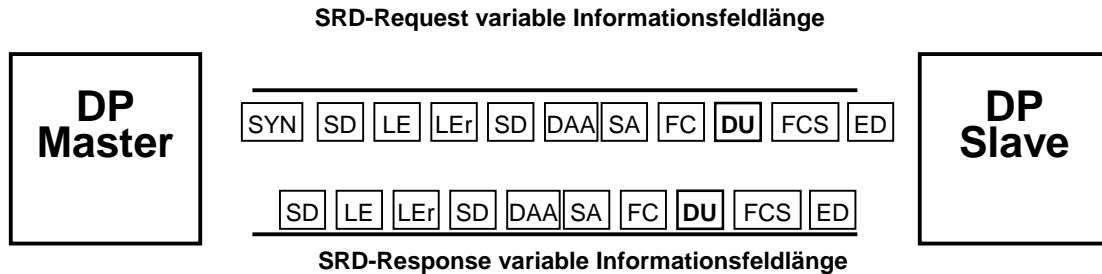 SRD-Request variable Informationsfeldlänge
DP
Master
SYN SD LE LEr SD DAA SA FC DU FCS ED
DP
Slave
SD LE LEr SD DAA SA FC DU FCS ED
SRD-Response variable Informationsfeldlänge